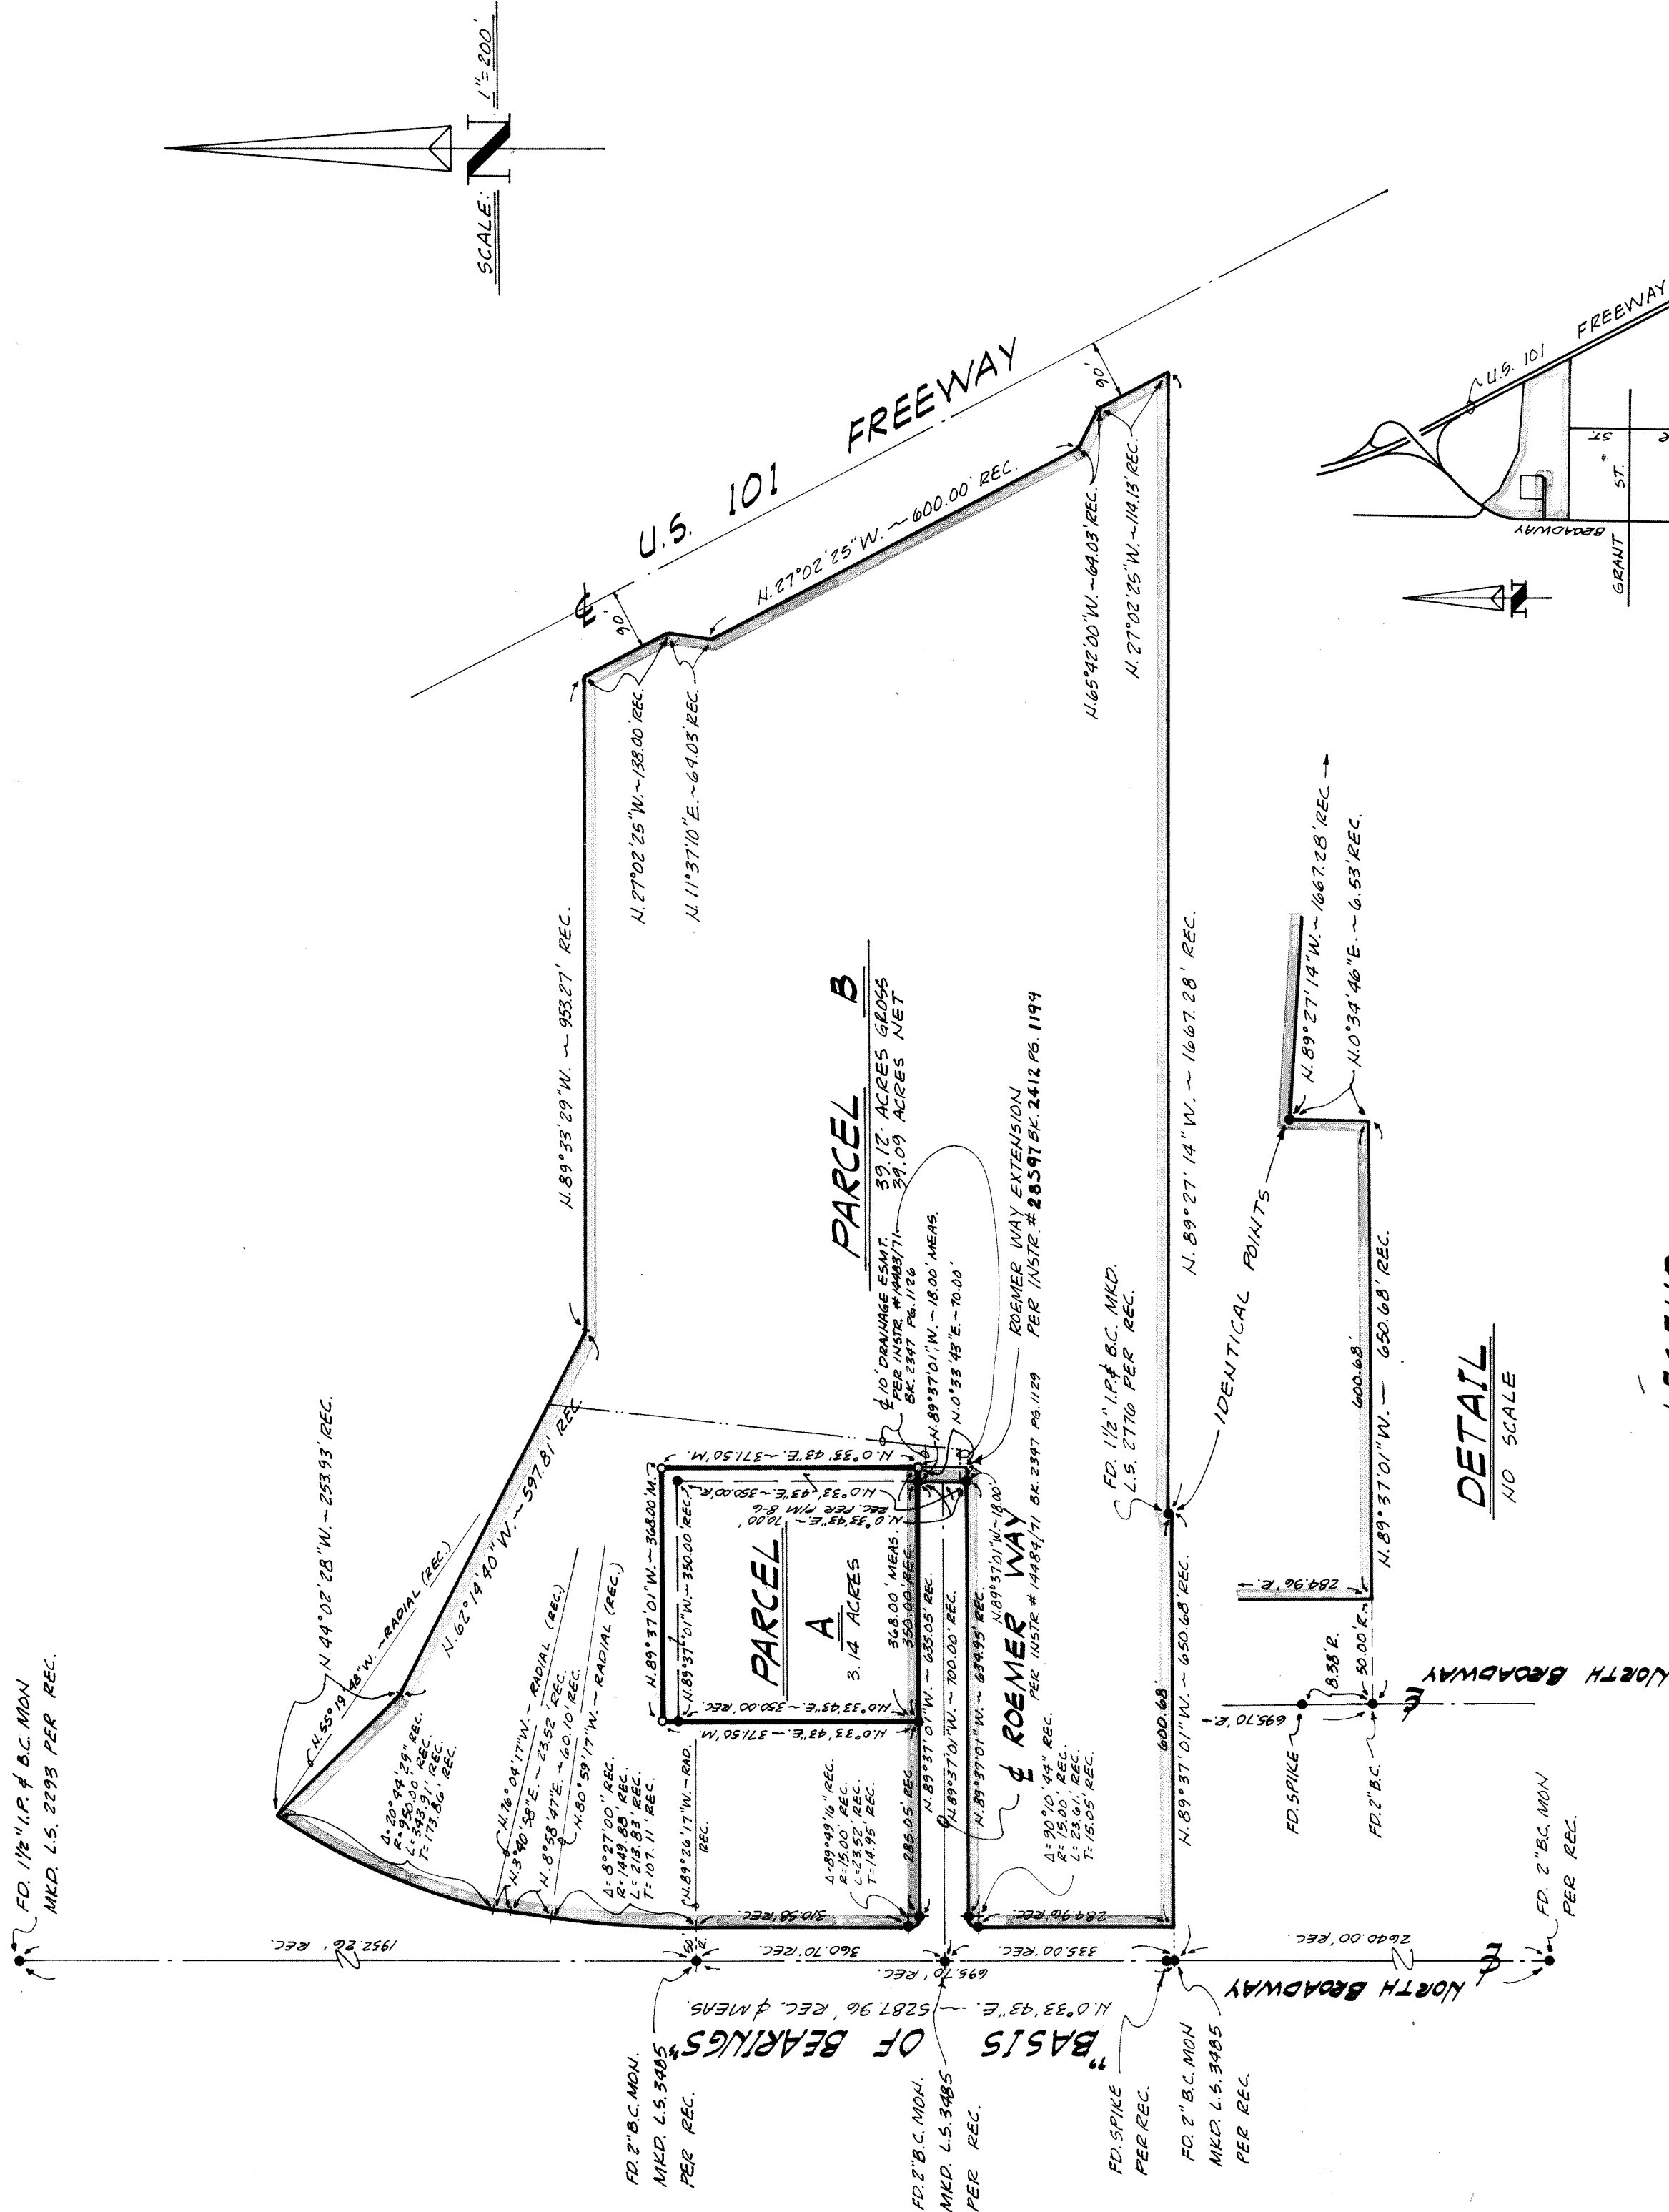 SCALE: 1"= 200'
N
FD. 1½" I.P. & B.C. MON
MKD. L.S. 2293 PER REC.
N.44°02'28"W.~253.93' REC.
N.55°19'48"W.~RADIAL (REC.)
N.62°14'40"W.~597.81' REC.
N.89°33'29"W. ~ 953.27' REC.
U.S. 101 FREEWAY
90'
N.27°02'25"W.~138.00' REC.
N.11°37'10"E.~64.03' REC.
N.27°02'25"W.~600.00' REC.
90'
N.65°42'00"W.~64.03' REC.
N.27°02'25"W.~114.13' REC.
Δ=20°44'29" REC.
R=950.00' REC.
L=343.91' REC.
T=173.86' REC.
N.76°04'17"W.~RADIAL (REC.)
N.3°40'58"E.~23.52' REC.
N.8°58'47"E.~60.10' REC.
N.80°59'17"W.~RADIAL (REC.)
Δ=8°27'00" REC.
R=1449.88' REC.
L=213.83' REC.
T=107.11' REC.
N.89°26'17"W.~RAD.
REC.
PARCEL A
3.14 ACRES
N.89°37'01"W.~368.00'M.
N.89°37'01"W.~350.00'REC.
N.0°33'43"E.~371.50'M.
N.0°33'43"E.~350.00'R.
REC. PER P/M 8-6
N.0°33'43"E.~70.00'
N.0°33'43"E.~350.00' REC.
N.0°33'43"E.~371.50'M.
368.00' MEAS.
350.00' REC.
285.05' REC.
N.89°37'01"W.~635.05' REC.
N.89°37'01"W.~700.00' REC.
N.89°37'01"W.~634.95' REC.
N.89°37'01"W.~18.00'
Δ=89°49'16" REC.
R=15.00' REC.
L=23.52' REC.
T=14.95' REC.
PARCEL B
39.12 ACRES GROSS
39.09 ACRES NET
℄ 10' DRAINAGE ESMT.
PER INSTR. #14483/71
BK. 2347 PG. 1126
N.89°37'01"W.~18.00' MEAS.
N.0°33'43"E.~70.00'
ROEMER WAY EXTENSION
PER INSTR. # 28597 BK. 2412 PG. 1199
℄ ROEMER WAY
PER INSTR # 14484/71 BK. 2347 PG. 1129
Δ=90°10'44" REC.
R=15.00' REC.
L=23.61' REC.
T=15.05' REC.
FD. 1½" I.P. & B.C. MKD.
L.S. 2776 PER REC.
N. 89°27'14"W. ~ 1667.28' REC.
600.68'
N.89°37'01"W.~650.68' REC.
1952.26' REC.
50' R.
310.58' REC.
360.70' REC.
695.70' REC.
335.00' REC.
284.96' REC.
2640.00' REC.
℄ NORTH BROADWAY
N.0°33'43"E. ~ 5287.96' REC. & MEAS.
"BASIS OF BEARINGS"
FD. 2" B.C. MON.
MKD. L.S. 3485
PER REC.
FD. 2" B.C. MON.
MKD. L.S. 3485
PER REC.
FD. SPIKE
PER REC.
FD. 2" B.C. MON
MKD. L.S. 3485
PER REC.
FD. 2" B.C. MON
PER REC.
IDENTICAL POINTS
N.89°27'14"W.~1667.28' REC.
N.0°34'46"E.~6.53' REC.
600.68'
N.89°37'01"W.~650.68' REC.
284.96' R.
50.00' R.
8.38' R.
695.70' R.
FD. SPIKE
FD. 2" B.C.
℄ NORTH BROADWAY
DETAIL
NO SCALE
U.S. 101 FREEWAY
BROADWAY
GRANT ST.
ST.
N